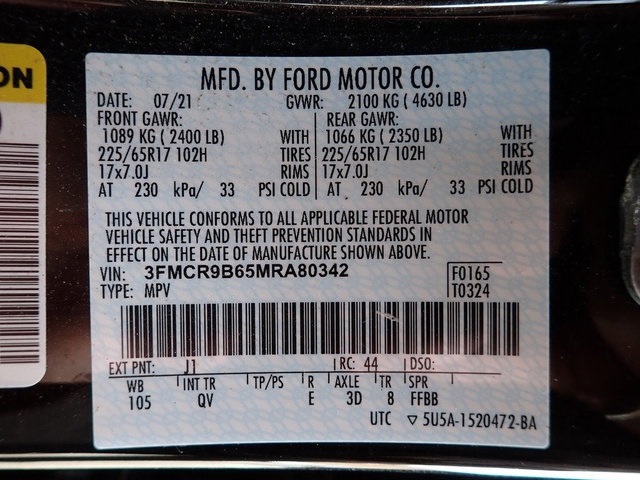 ON
MFD. BY FORD MOTOR CO.
DATE: 07/21 GVWR: 2100 KG ( 4630 LB)
FRONT GAWR: REAR GAWR:
1089 KG ( 2400 LB) WITH 1066 KG ( 2350 LB) WITH
225/65R17 102H TIRES 225/65R17 102H TIRES
17x7.0J RIMS 17x7.0J RIMS
AT 230 kPa/ 33 PSI COLD AT 230 kPa/ 33 PSI COLD
THIS VEHICLE CONFORMS TO ALL APPLICABLE FEDERAL MOTOR
VEHICLE SAFETY AND THEFT PREVENTION STANDARDS IN
EFFECT ON THE DATE OF MANUFACTURE SHOWN ABOVE.
VIN: 3FMCR9B65MRA80342 F0165
TYPE: MPV T0324
EXT PNT: J1 RC: 44 DSO:
WB INT TR TP/PS R AXLE TR SPR
105 QV E 3D 8 FFBB
UTC ▽ 5U5A-1520472-BA